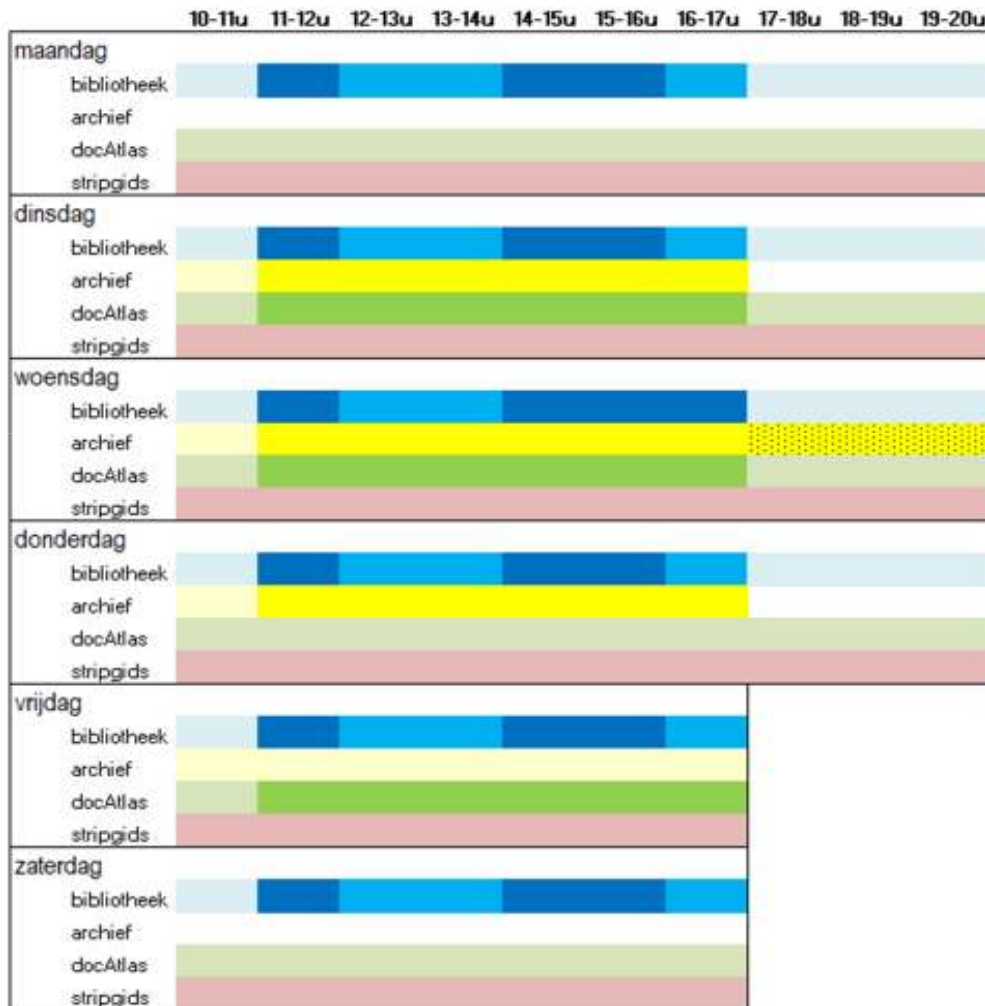 10-11u 11-12u 12-13u 13-14u 14-15u 15-16u 16-17u 17-18u 18-19u 19-20u
maandag
bibliotheek
archief
docAtlas
stripgids
dinsdag
bibliotheek
archief
docAtlas
stripgids
woensdag
bibliotheek
archief
docAtlas
stripgids
donderdag
bibliotheek
archief
docAtlas
stripgids
vrijdag
bibliotheek
archief
docAtlas
stripgids
zaterdag
bibliotheek
archief
docAtlas
stripgids